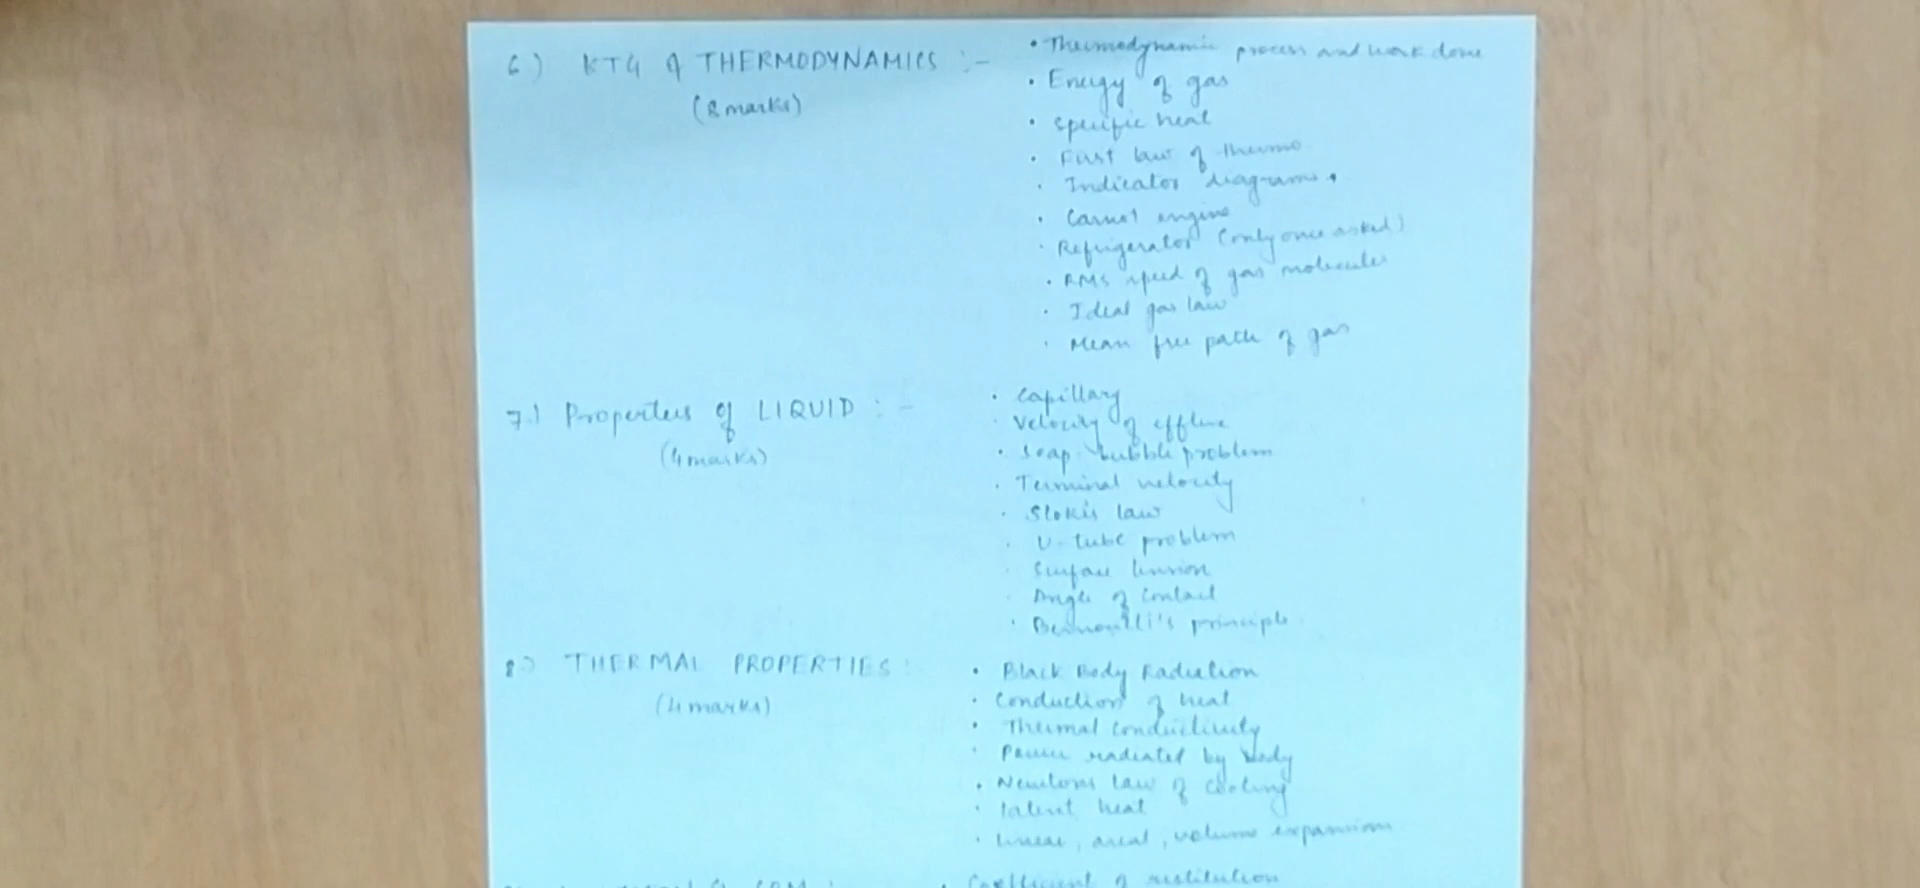 6) KTG & THERMODYNAMICS :-
(8 marks)
• Thermodynamic process and work done
• Energy of gas
• Specific heat
• First law of thermo
• Indicator diagrams
• Carnot engine
• Refrigerator (only once asked)
• RMS speed of gas molecules
• Ideal gas law
• Mean free path of gas
7.) Properties of LIQUID :-
(4 marks)
• Capillary
• Velocity of efflux
• Soap bubble problem
• Terminal velocity
• Stokes law
• U-tube problem
• Surface tension
• Angle of contact
• Bernoulli's principle
8.) THERMAL PROPERTIES :
(4 marks)
• Black Body Radiation
• Conduction of heat
• Thermal conductivity
• Power radiated by body
• Newtons law of cooling
• latent heat
• linear, areal, volume expansion
• Coefficient of restitution